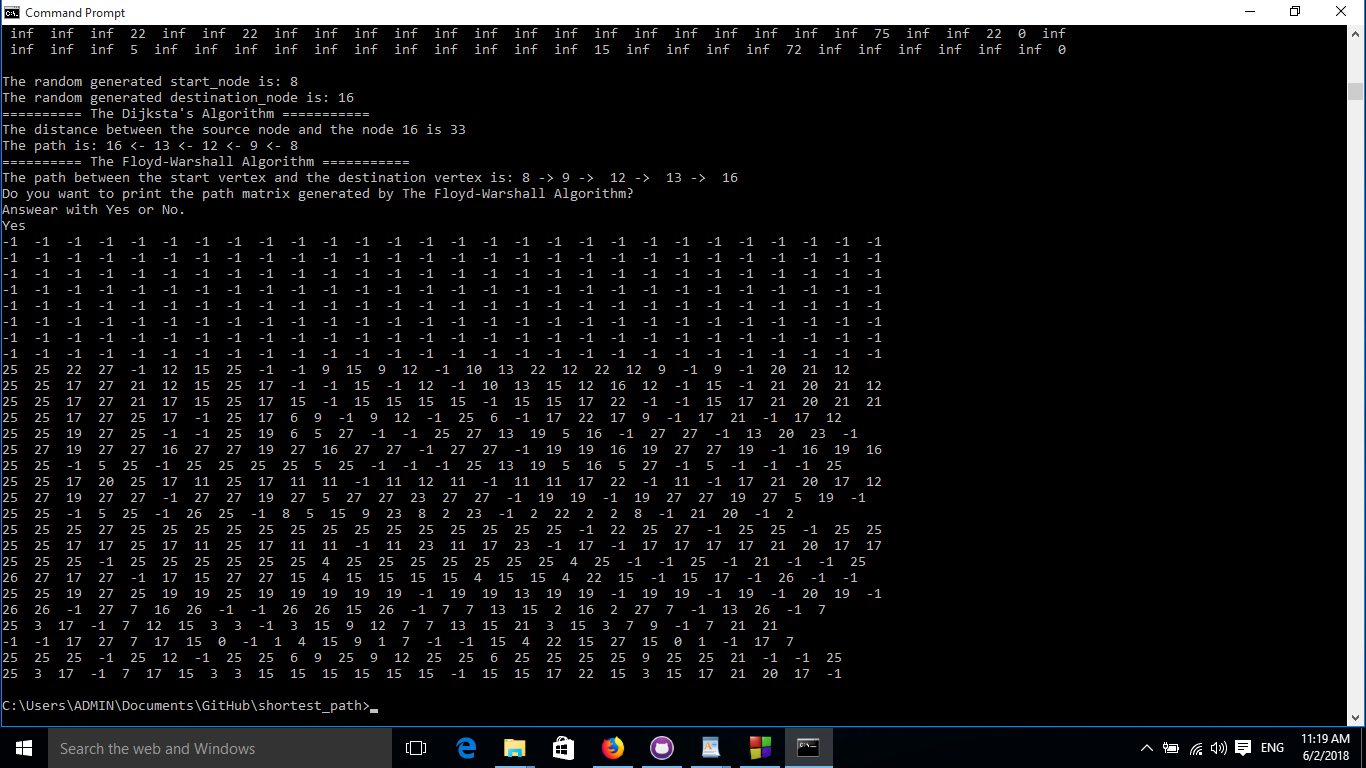 Command Prompt
inf inf inf 22 inf inf 22 inf inf inf inf inf inf inf inf inf inf inf inf inf inf 75 inf inf 22 0 inf
inf inf inf 5 inf inf inf inf inf inf inf inf inf inf 15 inf inf inf inf 72 inf inf inf inf inf inf 0
The random generated start_node is: 8
The random generated destination_node is: 16
========== The Dijksta's Algorithm ===========
The distance between the source node and the node 16 is 33
The path is: 16 <- 13 <- 12 <- 9 <- 8
========== The Floyd-Warshall Algorithm ===========
The path between the start vertex and the destination vertex is: 8 -> 9 -> 12 -> 13 -> 16
Do you want to print the path matrix generated by The Floyd-Warshall Algorithm?
Answear with Yes or No.
Yes
-1 -1 -1 -1 -1 -1 -1 -1 -1 -1 -1 -1 -1 -1 -1 -1 -1 -1 -1 -1 -1 -1 -1 -1 -1 -1 -1 -1
-1 -1 -1 -1 -1 -1 -1 -1 -1 -1 -1 -1 -1 -1 -1 -1 -1 -1 -1 -1 -1 -1 -1 -1 -1 -1 -1 -1
-1 -1 -1 -1 -1 -1 -1 -1 -1 -1 -1 -1 -1 -1 -1 -1 -1 -1 -1 -1 -1 -1 -1 -1 -1 -1 -1 -1
-1 -1 -1 -1 -1 -1 -1 -1 -1 -1 -1 -1 -1 -1 -1 -1 -1 -1 -1 -1 -1 -1 -1 -1 -1 -1 -1 -1
-1 -1 -1 -1 -1 -1 -1 -1 -1 -1 -1 -1 -1 -1 -1 -1 -1 -1 -1 -1 -1 -1 -1 -1 -1 -1 -1 -1
-1 -1 -1 -1 -1 -1 -1 -1 -1 -1 -1 -1 -1 -1 -1 -1 -1 -1 -1 -1 -1 -1 -1 -1 -1 -1 -1 -1
-1 -1 -1 -1 -1 -1 -1 -1 -1 -1 -1 -1 -1 -1 -1 -1 -1 -1 -1 -1 -1 -1 -1 -1 -1 -1 -1 -1
-1 -1 -1 -1 -1 -1 -1 -1 -1 -1 -1 -1 -1 -1 -1 -1 -1 -1 -1 -1 -1 -1 -1 -1 -1 -1 -1 -1
25 25 22 27 -1 12 15 25 -1 -1 9 15 9 12 -1 10 13 22 12 22 12 9 -1 9 -1 20 21 12
25 25 17 27 21 12 15 25 17 -1 -1 15 -1 12 -1 10 13 15 12 16 12 -1 15 -1 21 20 21 12
25 25 17 27 21 17 15 25 17 15 -1 15 15 15 15 -1 15 15 17 22 -1 -1 15 17 21 20 21 21
25 25 17 27 25 17 -1 25 17 6 9 -1 9 12 -1 25 6 -1 17 22 17 9 -1 17 21 -1 17 12
25 25 19 27 25 -1 -1 25 19 6 5 27 -1 -1 25 27 13 19 5 16 -1 27 27 -1 13 20 23 -1
25 27 19 27 27 16 27 27 19 27 16 27 27 -1 27 27 -1 19 19 16 19 27 27 19 -1 16 19 16
25 25 -1 5 25 -1 25 25 25 25 5 25 -1 -1 -1 25 13 19 5 16 5 27 -1 5 -1 -1 -1 25
25 25 17 20 25 17 11 25 17 11 11 -1 11 12 11 -1 11 11 17 22 -1 11 -1 17 21 20 17 12
25 27 19 27 27 -1 27 27 19 27 5 27 27 23 27 27 -1 19 19 -1 19 27 27 19 27 5 19 -1
25 25 -1 5 25 -1 26 25 -1 8 5 15 9 23 8 2 23 -1 2 22 2 2 8 -1 21 20 -1 2
25 25 25 27 25 25 25 25 25 25 25 25 25 25 25 25 25 25 -1 22 25 27 -1 25 25 -1 25 25
25 25 17 17 25 17 11 25 17 11 11 -1 11 23 11 17 23 -1 17 -1 17 17 17 17 21 20 17 17
25 25 25 -1 25 25 25 25 25 25 4 25 25 25 25 25 25 25 4 25 -1 -1 25 -1 21 -1 -1 25
26 27 17 27 -1 17 15 27 27 15 4 15 15 15 15 4 15 15 4 22 15 -1 15 17 -1 26 -1 -1
25 25 19 27 25 19 19 25 19 19 19 19 19 -1 19 19 13 19 19 -1 19 19 -1 19 -1 20 19 -1
26 26 -1 27 7 16 26 -1 -1 26 26 15 26 -1 7 7 13 15 2 16 2 27 7 -1 13 26 -1 7
25 3 17 -1 7 12 15 3 3 -1 3 15 9 12 7 7 13 15 21 3 15 3 7 9 -1 7 21 21
-1 -1 17 27 7 17 15 0 -1 1 4 15 9 1 7 -1 -1 15 4 22 15 27 15 0 1 -1 17 7
25 25 25 -1 25 12 -1 25 25 6 9 25 9 12 25 25 6 25 25 25 25 9 25 25 21 -1 -1 25
25 3 17 -1 7 17 15 3 3 15 15 15 15 15 15 -1 15 15 17 22 15 3 15 17 21 20 17 -1
C:\Users\ADMIN\Documents\GitHub\shortest_path>
Search the web and Windows
ENG
11:19 AM
6/2/2018